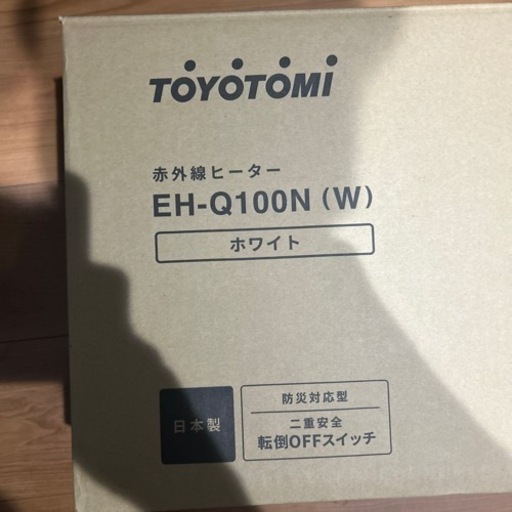 TOYOTOMI
赤外線ヒーター
EH-Q100N (W)
ホワイト
日本製
防災対応型
二重安全
転倒OFFスイッチ